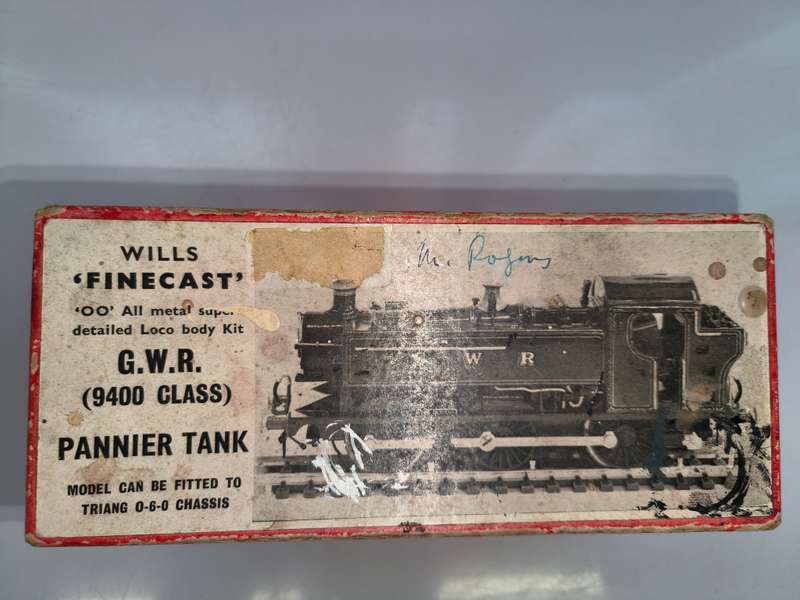 WILLS
'FINECAST'
'OO' All metal super
detailed Loco body Kit
G.W.R.
(9400 CLASS)
PANNIER TANK
MODEL CAN BE FITTED TO
TRIANG 0-6-0 CHASSIS
M. Rogers
W R